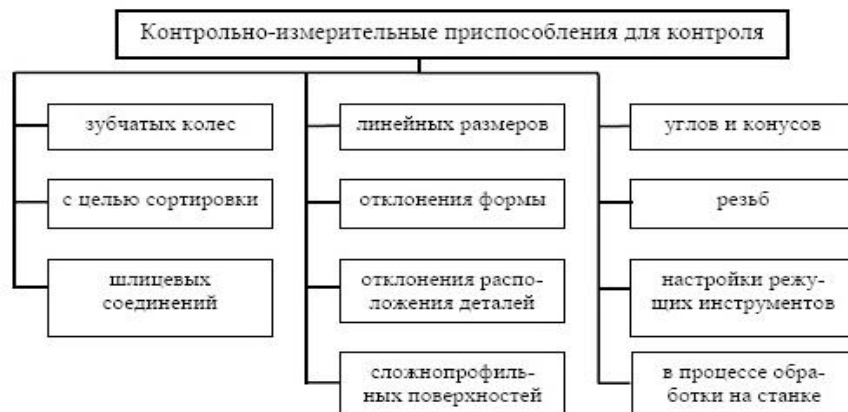 Контрольно-измерительные приспособления для контроля
зубчатых колес
с целью сортировки
шлицевых
соединений
линейных размеров
отклонения формы
отклонения распо-
ложения деталей
сложнопрофиль-
ных поверхностей
углов и конусов
резьб
настройки режу-
щих инструментов
в процессе обра-
ботки на станке